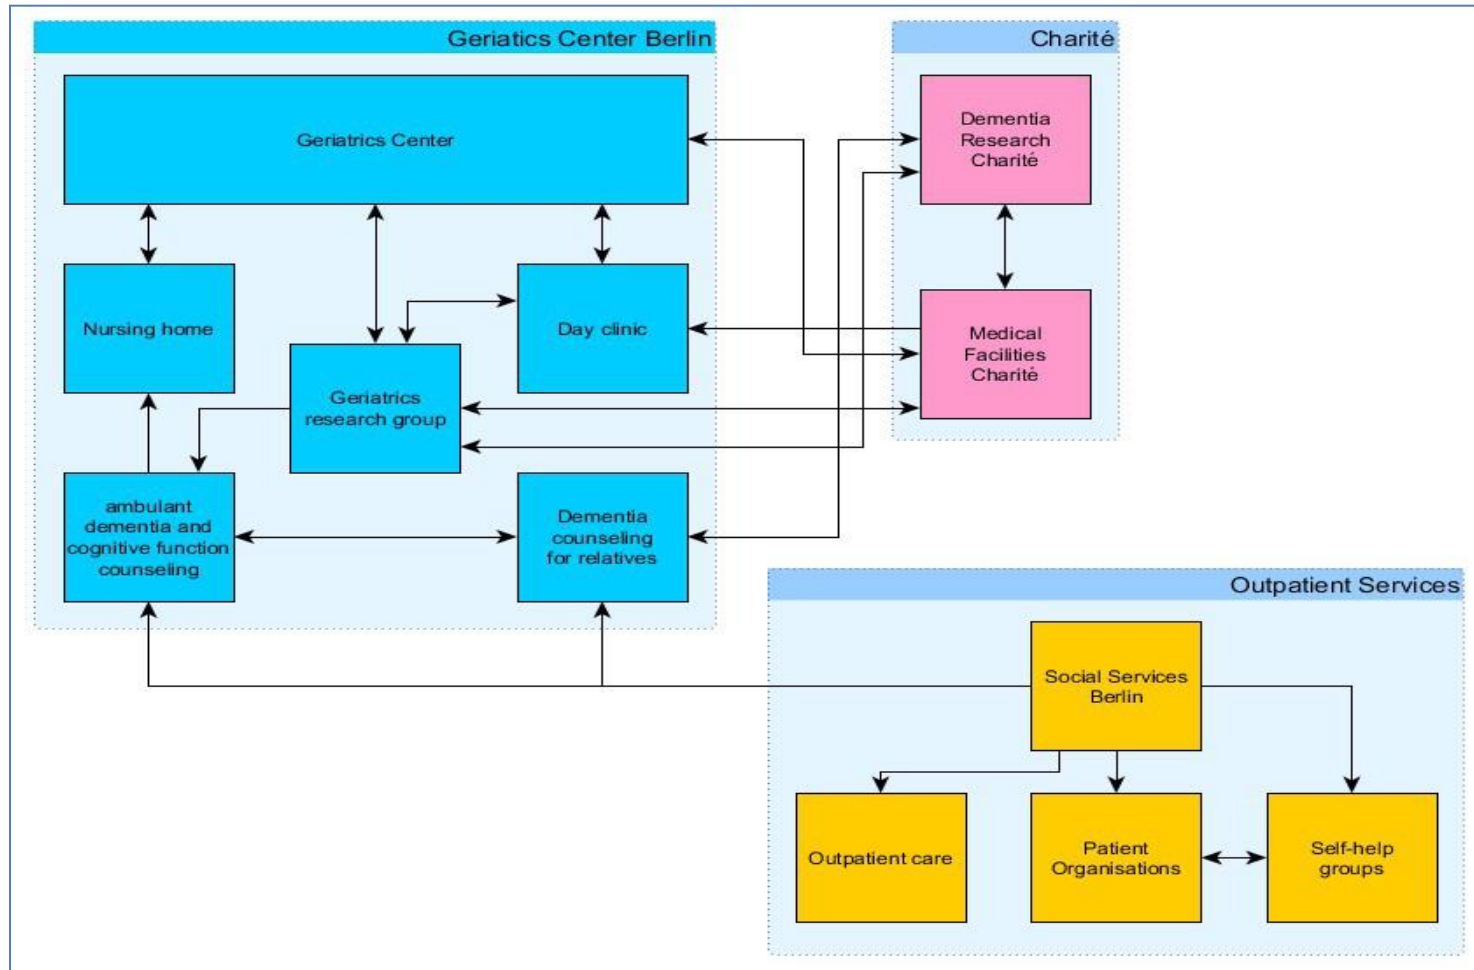 Geriatics Center Berlin
Geriatrics Center
Nursing home
Day clinic
Geriatrics
research group
ambulant
dementia and
cognitive function
counseling
Dementia
counseling
for relatives
Charité
Dementia
Research
Charité
Medical
Facilities
Charité
Outpatient Services
Social Services
Berlin
Outpatient care
Patient
Organisations
Self-help
groups